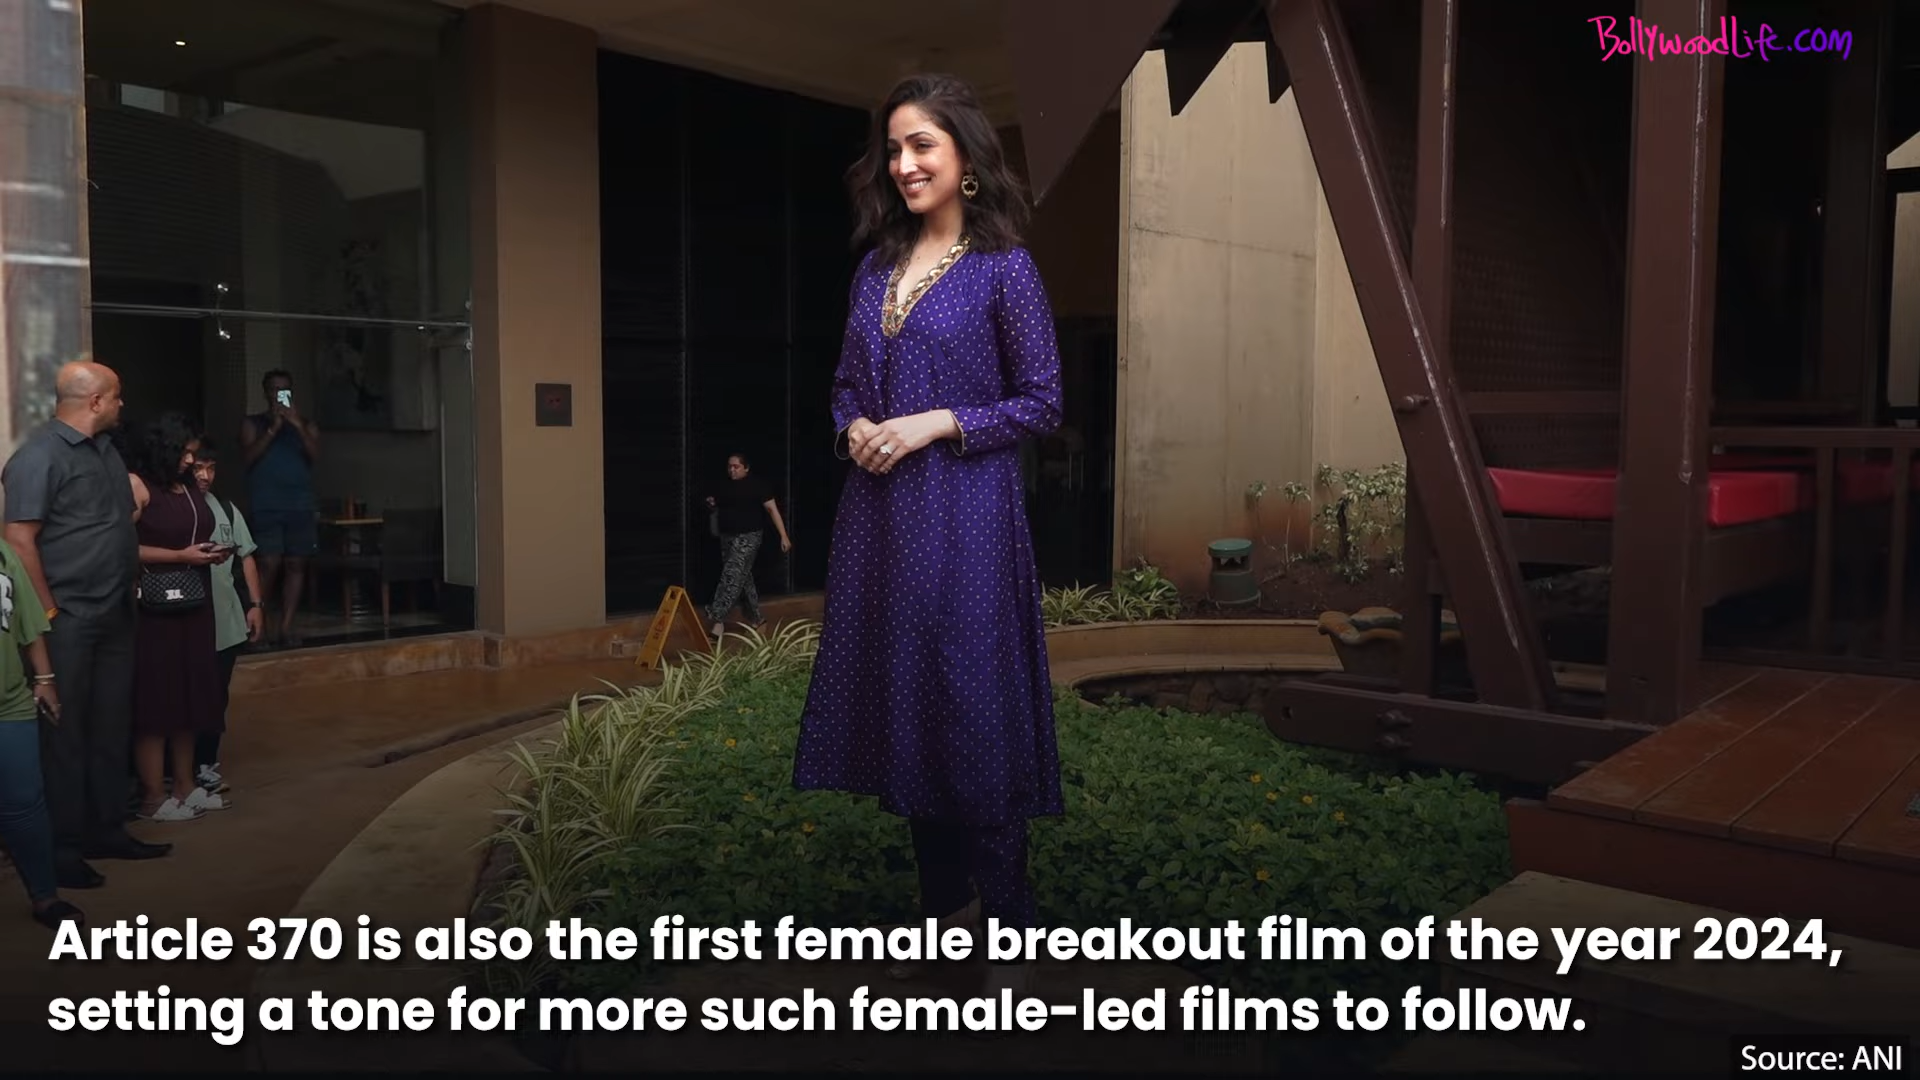 BollywoodLife.com
Article 370 is also the first female breakout film of the year 2024,
setting a tone for more such female-led films to follow.
Source: ANI